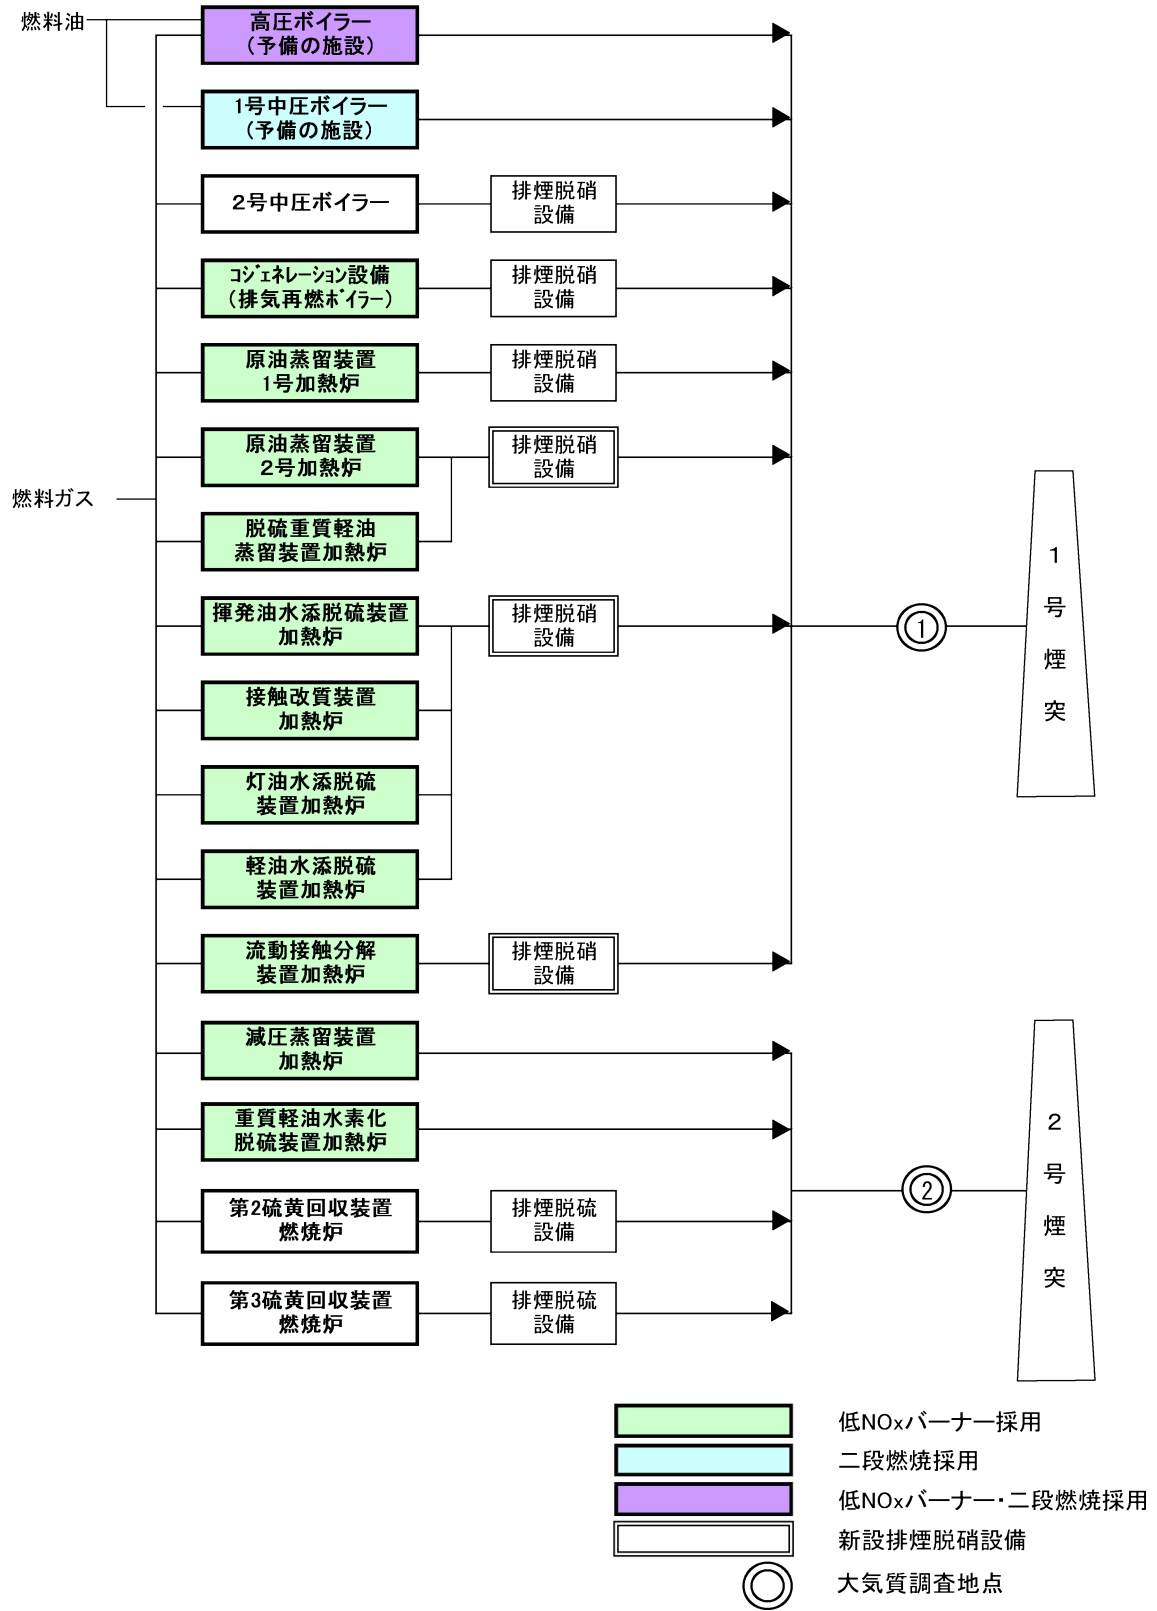 燃料油
高圧ボイラー
（予備の施設）
1号中圧ボイラー
（予備の施設）
２号中圧ボイラー
排煙脱硝
設備
ｺｼﾞｪﾈﾚｰｼｮﾝ設備
（排気再燃ﾎﾞｲﾗｰ）
排煙脱硝
設備
原油蒸留装置
1号加熱炉
排煙脱硝
設備
原油蒸留装置
２号加熱炉
排煙脱硝
設備
燃料ガス
脱硫重質軽油
蒸留装置加熱炉
揮発油水添脱硫装置
加熱炉
排煙脱硝
設備
接触改質装置
加熱炉
灯油水添脱硫
装置加熱炉
軽油水添脱硫
装置加熱炉
流動接触分解
装置加熱炉
排煙脱硝
設備
①
1号煙突
減圧蒸留装置
加熱炉
重質軽油水素化
脱硫装置加熱炉
第2硫黄回収装置
燃焼炉
排煙脱硫
設備
第3硫黄回収装置
燃焼炉
排煙脱硫
設備
②
２号煙突
低NOxバーナー採用
二段燃焼採用
低NOxバーナー・二段燃焼採用
新設排煙脱硝設備
大気質調査地点